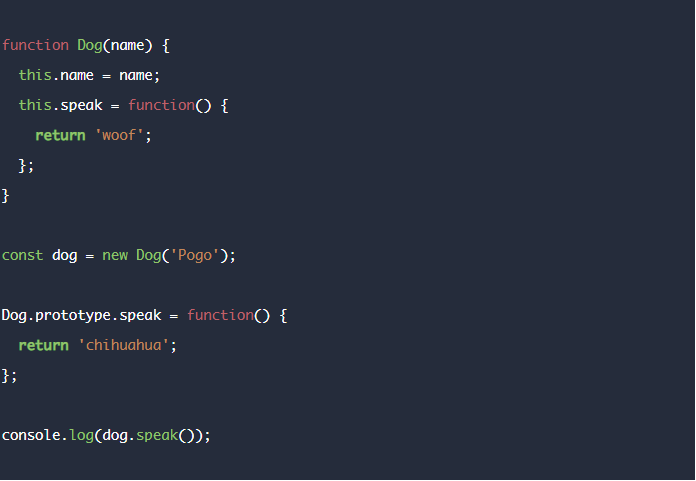 function Dog(name) {
  this.name = name;
  this.speak = function() {
    return 'woof';
  };
}
const dog = new Dog('Pogo');
Dog.prototype.speak = function() {
  return 'chihuahua';
};
console.log(dog.speak());